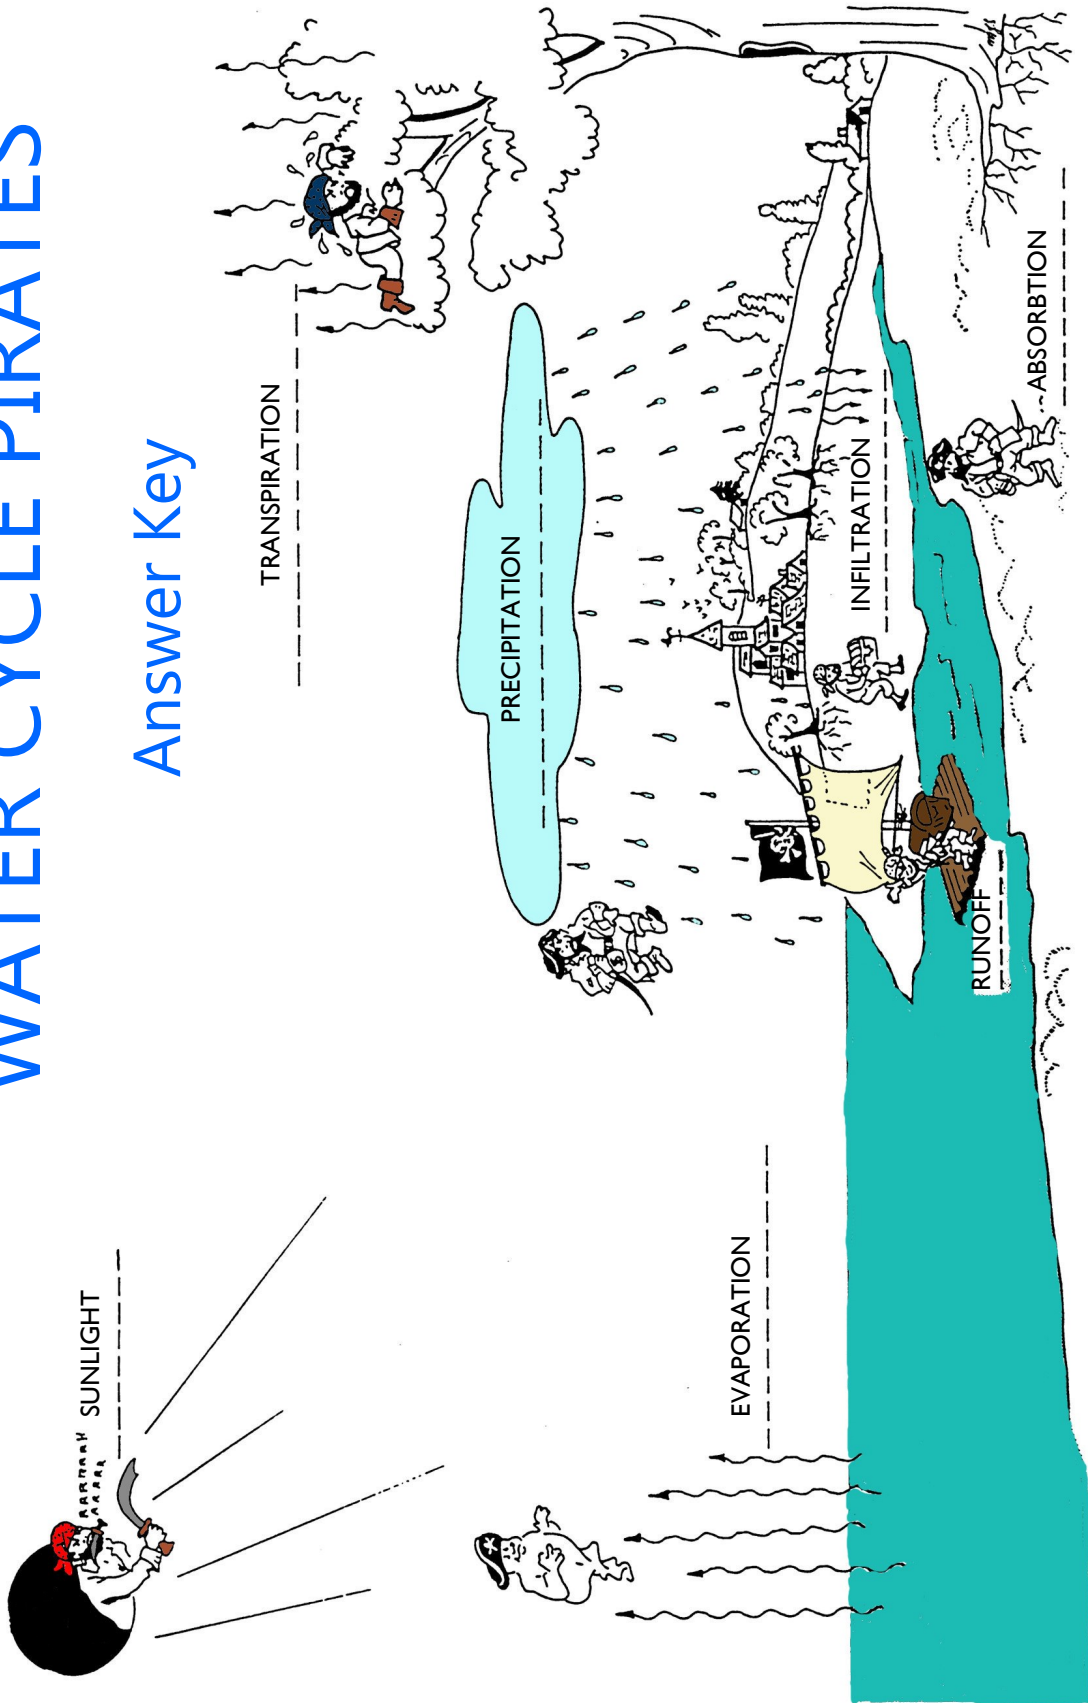 WATER CYCLE PIRATES
Answer Key
SUNLIGHT
TRANSPIRATION
PRECIPITATION
EVAPORATION
INFILTRATION
RUNOFF
ABSORBTION